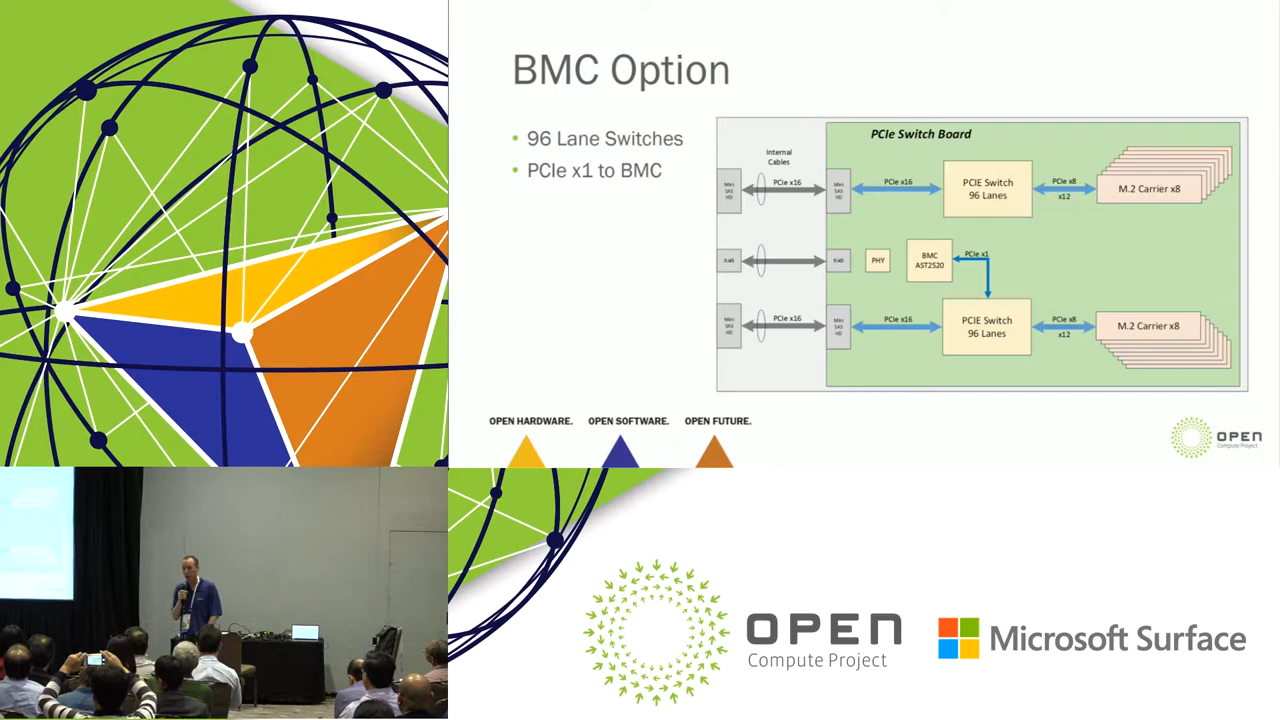 BMC Option
• 96 Lane Switches
• PCIe x1 to BMC
PCIe Switch Board
Internal
Cables
Mini
SAS
HD
PCIe x16
Mini
SAS
HD
PCIe x16
PCIE Switch
96 Lanes
PCIe x8
x12
M.2 Carrier x8
RJ45
RJ45
PHY
BMC
AST2520
PCIe x1
Mini
SAS
HD
PCIe x16
Mini
SAS
HD
PCIe x16
PCIE Switch
96 Lanes
PCIe x8
x12
M.2 Carrier x8
OPEN HARDWARE. OPEN SOFTWARE. OPEN FUTURE.
OPEN
Compute Project
OPEN
Compute Project
Microsoft Surface